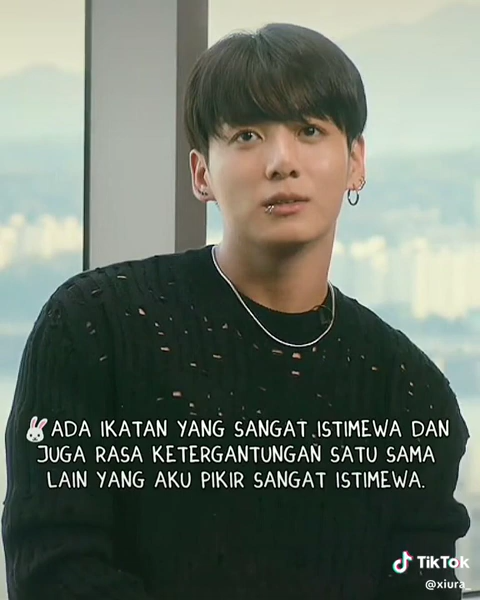 🐰ADA IKATAN YANG SANGAT ISTIMEWA DAN
JUGA RASA KETERGANTUNGAN SATU SAMA
LAIN YANG AKU PIKIR SANGAT ISTIMEWA.
TikTok
@xiura_